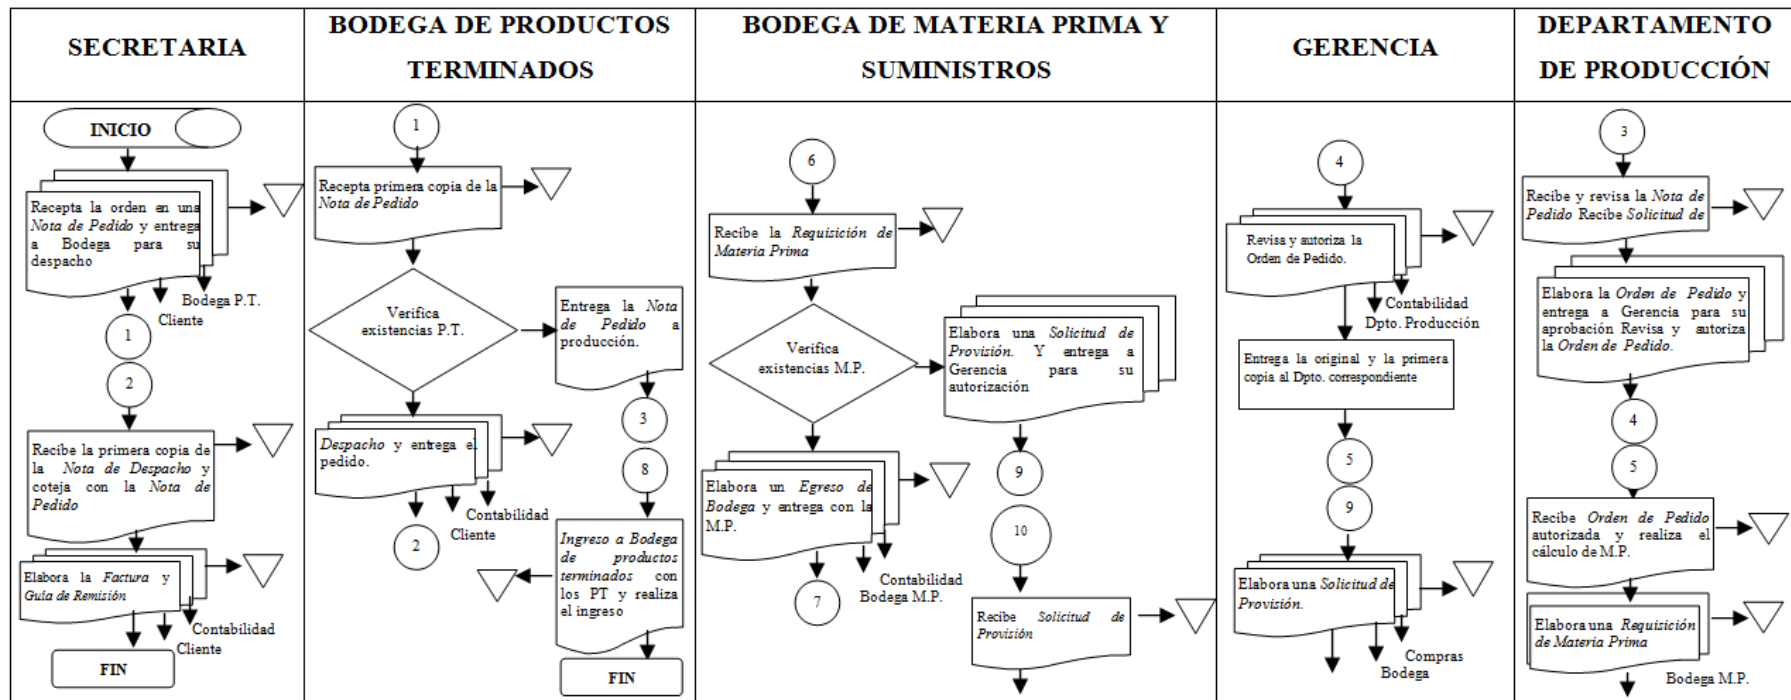 SECRETARIA
INICIO
Recepta la orden en una
Nota de Pedido y entrega
a Bodega para su
despacho
Bodega P.T.
Cliente
1
2
Recibe la primera copia de
la Nota de Despacho y
coteja con la Nota de
Pedido
Elabora la Factura y
Guía de Remisión
Contabilidad
Cliente
FIN
BODEGA DE PRODUCTOS
TERMINADOS
1
Recepta primera copia de la
Nota de Pedido
Verifica
existencias P.T.
Entrega la Nota
de Pedido a
producción.
3
8
Despacho y entrega el
pedido.
Contabilidad
Cliente
2
Ingreso a Bodega
de productos
terminados con
los PT y realiza
el ingreso
FIN
BODEGA DE MATERIA PRIMA Y
SUMINISTROS
6
Recibe la Requisición de
Materia Prima
Verifica
existencias M.P.
Elabora una Solicitud de
Provisión. Y entrega a
Gerencia para su
autorización
9
10
Elabora un Egreso de
Bodega y entrega con la
M.P.
Contabilidad
Bodega M.P.
7
Recibe Solicitud de
Provisión
GERENCIA
4
Revisa y autoriza la
Orden de Pedido.
Contabilidad
Dpto. Producción
Entrega la original y la primera
copia al Dpto. correspondiente
5
9
Elabora una Solicitud de
Provisión.
Compras
Bodega
DEPARTAMENTO
DE PRODUCCIÓN
3
Recibe y revisa la Nota de
Pedido Recibe Solicitud de
Elabora la Orden de Pedido y
entrega a Gerencia para su
aprobación Revisa y autoriza
la Orden de Pedido.
4
5
Recibe Orden de Pedido
autorizada y realiza el
cálculo de M.P.
Elabora una Requisición
de Materia Prima
Bodega M.P.